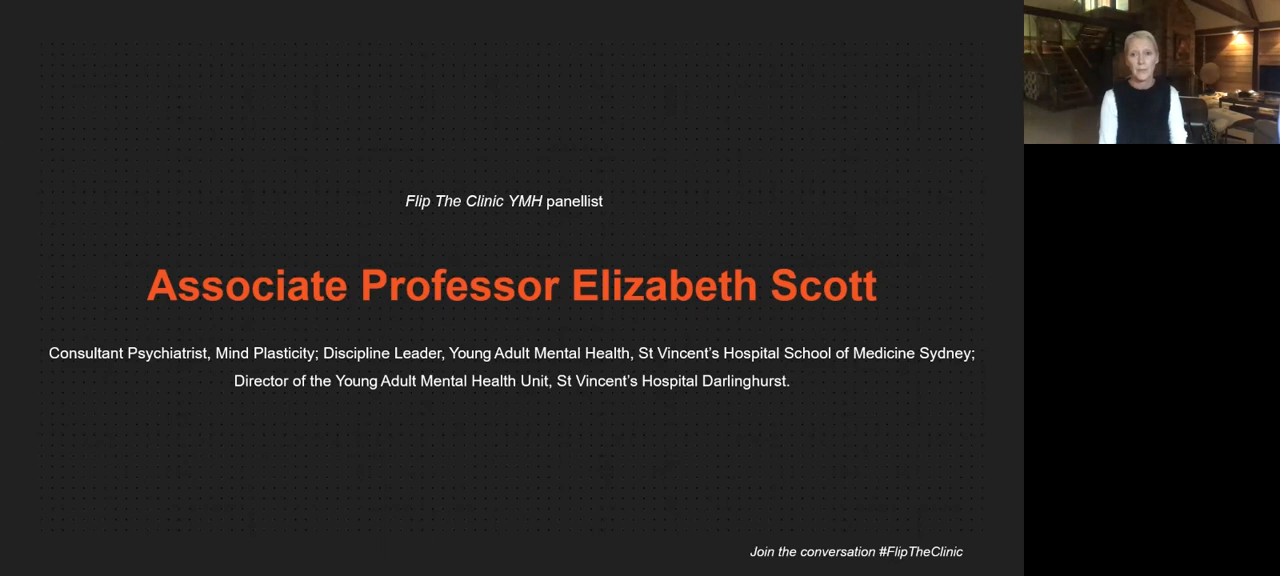 Flip The Clinic YMH panellist
Associate Professor Elizabeth Scott
Consultant Psychiatrist, Mind Plasticity; Discipline Leader, Young Adult Mental Health, St Vincent’s Hospital School of Medicine Sydney;
Director of the Young Adult Mental Health Unit, St Vincent’s Hospital Darlinghurst.
Join the conversation #FlipTheClinic